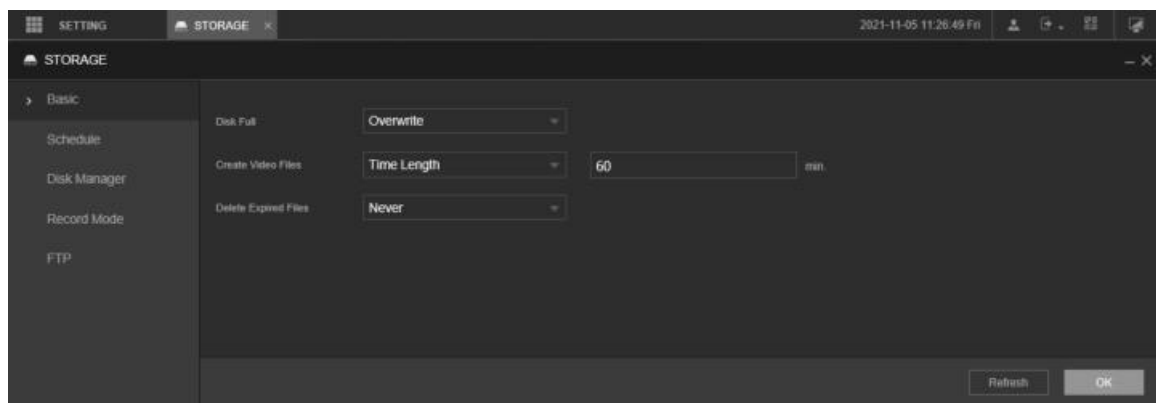 SETTING STORAGE × 2021-11-05 11:26:49 Fri
STORAGE
Basic
Schedule
Disk Manager
Record Mode
FTP
Disk Full Overwrite
Create Video Files Time Length 60 min.
Delete Expired Files Never
Refresh OK